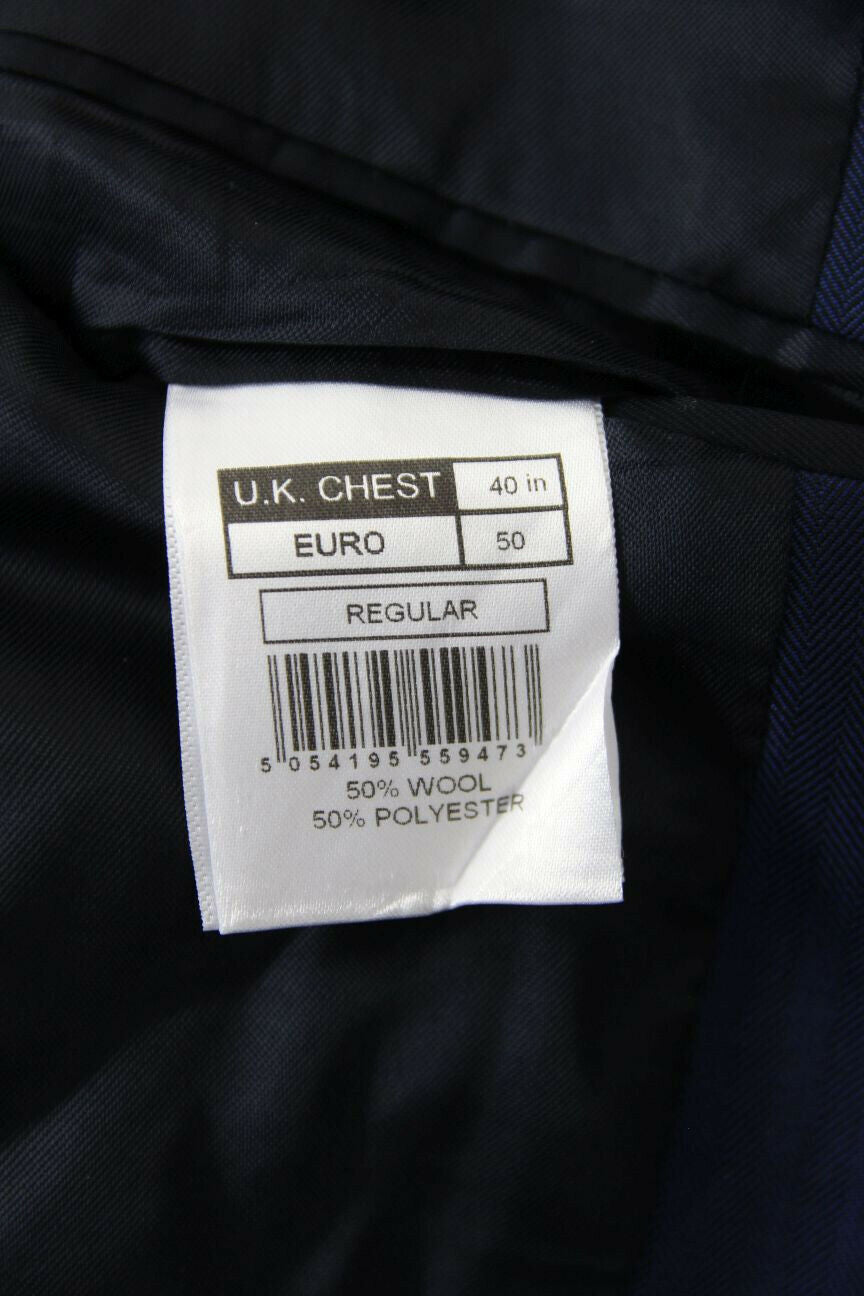 U.K. CHEST 40 in
EURO 50
REGULAR
5 054195 559473
50% WOOL
50% POLYESTER